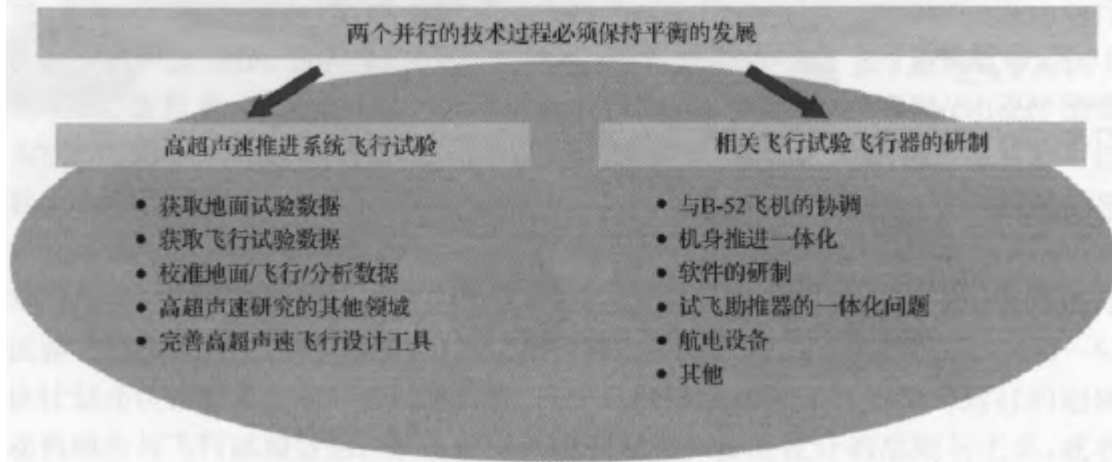 两个并行的技术过程必须保持平衡的发展
高超声速推进系统飞行试验
• 获取地面试验数据
• 获取飞行试验数据
• 校准地面/飞行/分析数据
• 高超声速研究的其他领域
• 完善高超声速飞行设计工具
相关飞行试验飞行器的研制
• 与B-52飞机的协调
• 机身推进一体化
• 软件的研制
• 试飞助推器的一体化问题
• 航电设备
• 其他